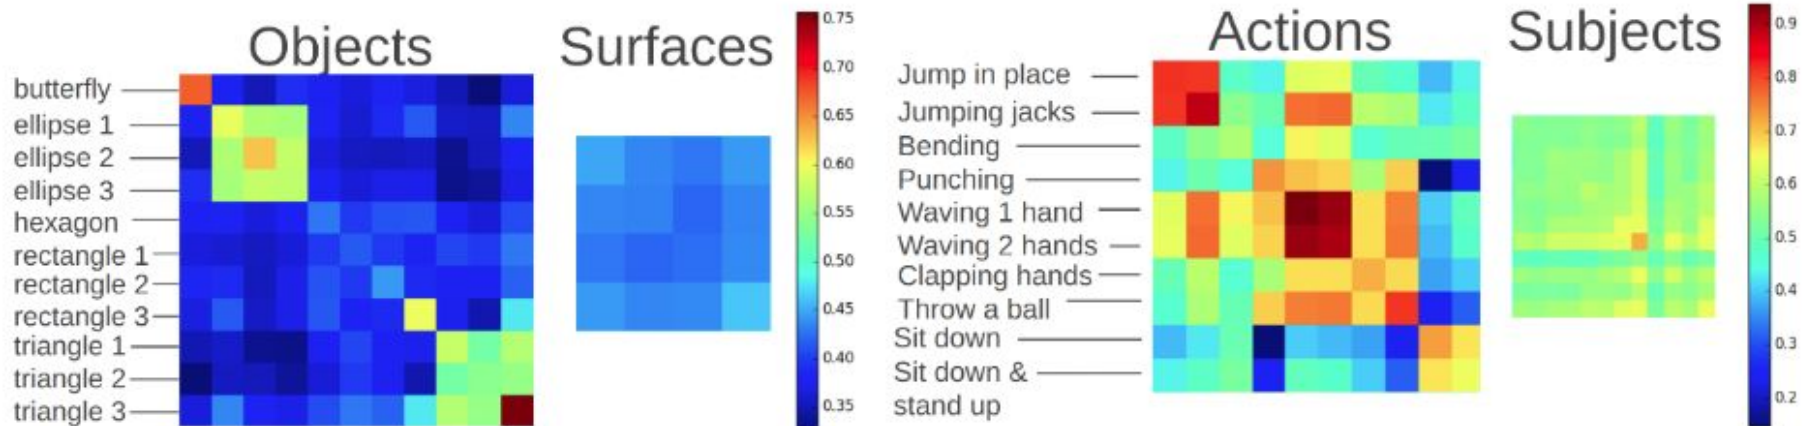 Objects
butterfly
ellipse 1
ellipse 2
ellipse 3
hexagon
rectangle 1
rectangle 2
rectangle 3
triangle 1
triangle 2
triangle 3
Surfaces
0.75
0.70
0.65
0.60
0.55
0.50
0.45
0.40
0.35
Actions
Jump in place
Jumping jacks
Bending
Punching
Waving 1 hand
Waving 2 hands
Clapping hands
Throw a ball
Sit down
Sit down &
stand up
Subjects
0.9
0.8
0.7
0.6
0.5
0.4
0.3
0.2